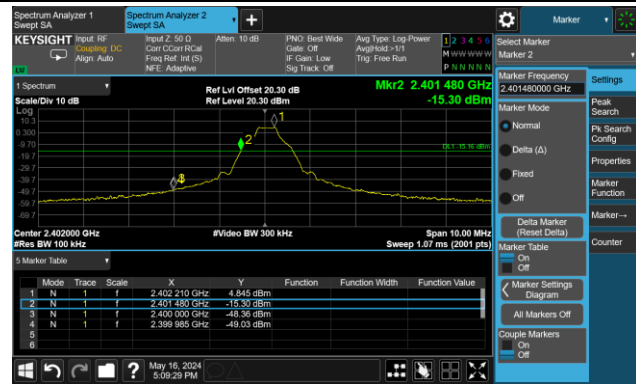 Spectrum Analyzer 1
Swept SA
Spectrum Analyzer 2
Swept SA
Marker
KEYSIGHT
Input: RF
Coupling: DC
Align: Auto
Input Z: 50 Ω
Corr CCorr RCal
Freq Ref: Int (S)
NFE: Adaptive
Atten: 10 dB
PNO: Best Wide
Gate: Off
IF Gain: Low
Sig Track: Off
Avg Type: Log-Power
Avg|Hold:>1/1
Trig: Free Run
1 2 3 4 5 6
M W W W W W
P N N N N N
Select Marker
Marker 2
1 Spectrum
Scale/Div 10 dB
Ref Lvl Offset 20.30 dB
Ref Level 20.30 dBm
Mkr2 2.401 480 GHz
-15.30 dBm
Log
10.3
0.300
-9.70
-19.7
-29.7
-39.7
-49.7
-59.7
-69.7
1
2
DL1 -15.16 dBm
Center 2.402000 GHz
#Res BW 100 kHz
#Video BW 300 kHz
Span 10.00 MHz
Sweep 1.07 ms (2001 pts)
5 Marker Table
Mode Trace Scale X Y Function Function Width Function Value
1 N 1 f 2.402 210 GHz 4.845 dBm
2 N 1 f 2.401 480 GHz -15.30 dBm
3 N 1 f 2.400 000 GHz -48.36 dBm
4 N 1 f 2.399 985 GHz -49.03 dBm
5
6
Marker Frequency
2.401480000 GHz
Marker Mode
Normal
Delta (Δ)
Fixed
Off
Delta Marker
(Reset Delta)
Marker Table
On
Off
Marker Settings
Diagram
All Markers Off
Couple Markers
On
Off
Settings
Peak
Search
Pk Search
Config
Properties
Marker
Function
Marker→
Counter
May 16, 2024
5:09:29 PM